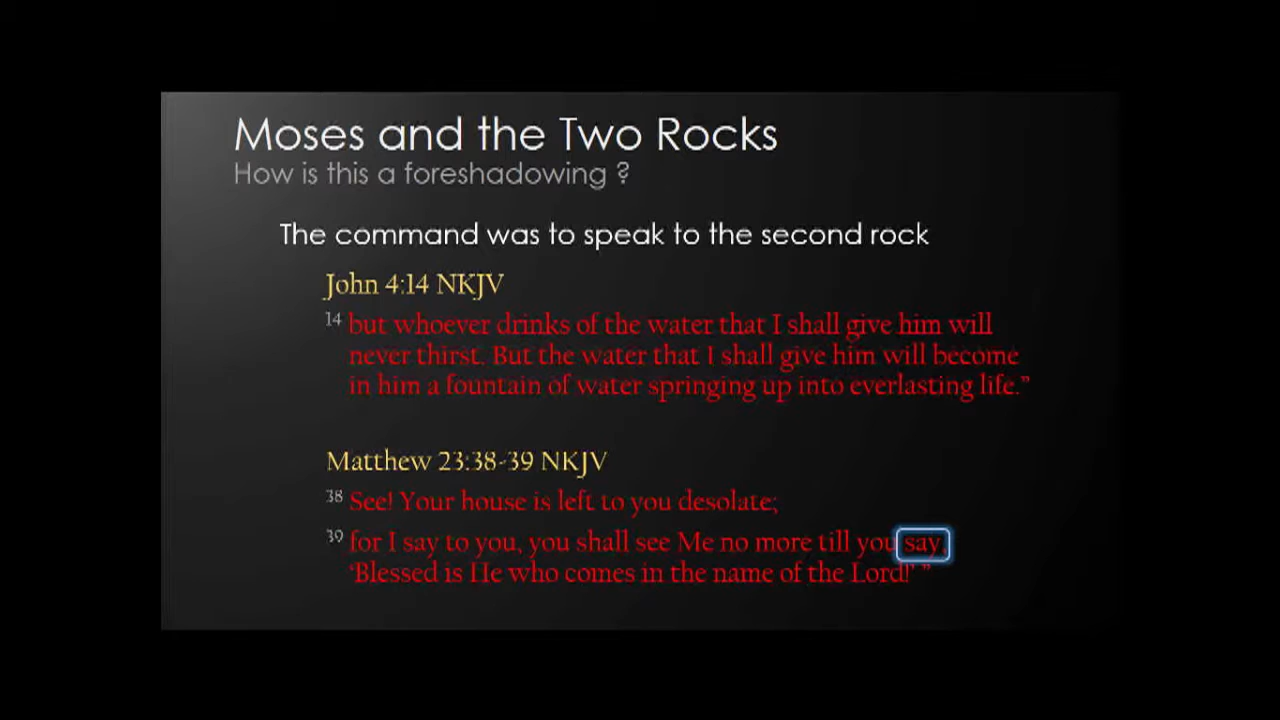 Moses and the Two Rocks
How is this a foreshadowing ?
The command was to speak to the second rock
John 4:14 NKJV
14 but whoever drinks of the water that I shall give him will
never thirst. But the water that I shall give him will become
in him a fountain of water springing up into everlasting life.”
Matthew 23:38-39 NKJV
38 See! Your house is left to you desolate;
39 for I say to you, you shall see Me no more till you say,
‘Blessed is He who comes in the name of the Lord!’ ”